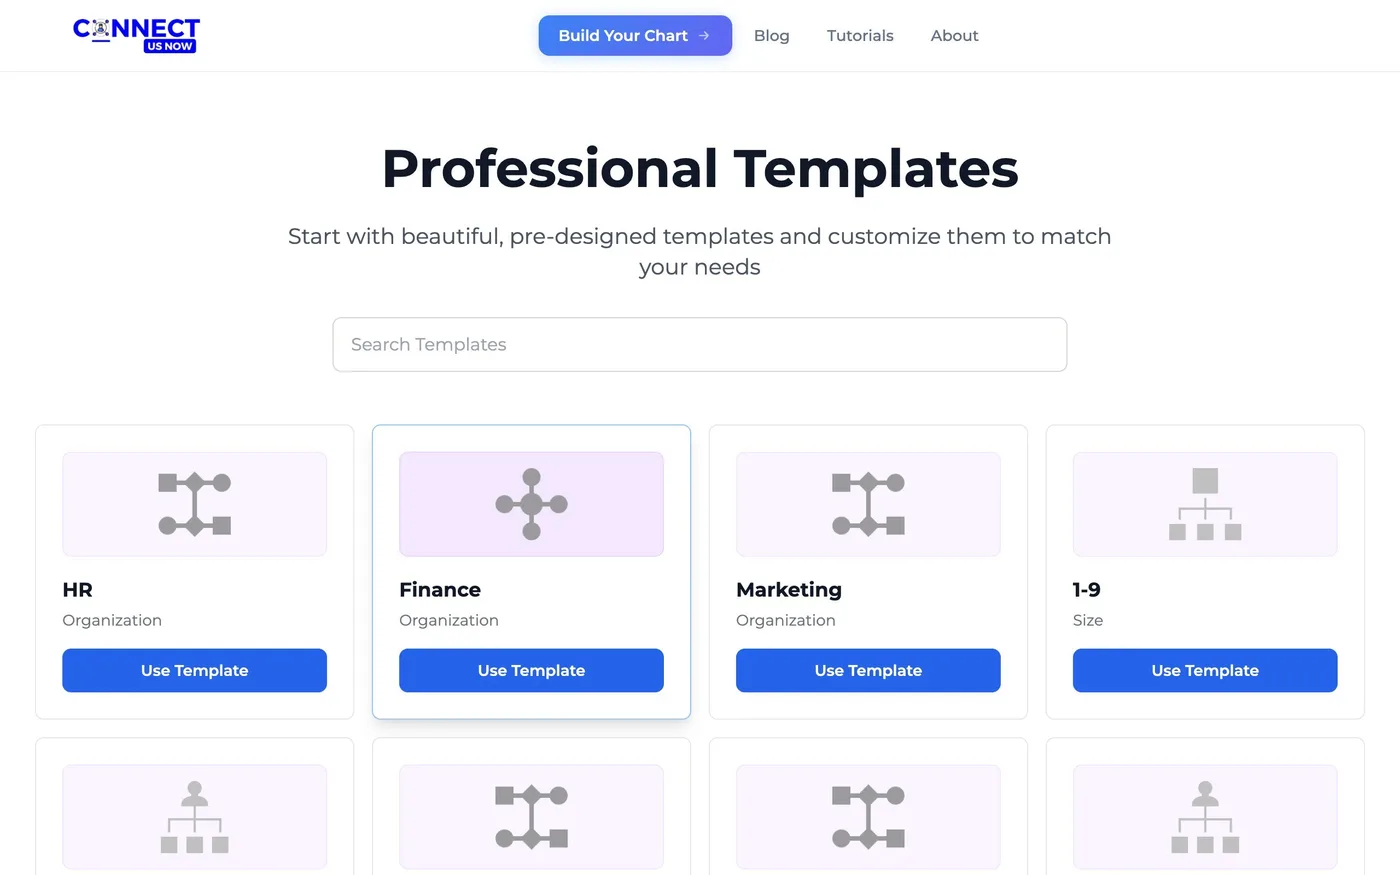 CONNECT
US NOW
Build Your Chart →
Blog
Tutorials
About
Professional Templates
Start with beautiful, pre-designed templates and customize them to match
your needs
Search Templates
HR
Organization
Use Template
Finance
Organization
Use Template
Marketing
Organization
Use Template
1-9
Size
Use Template